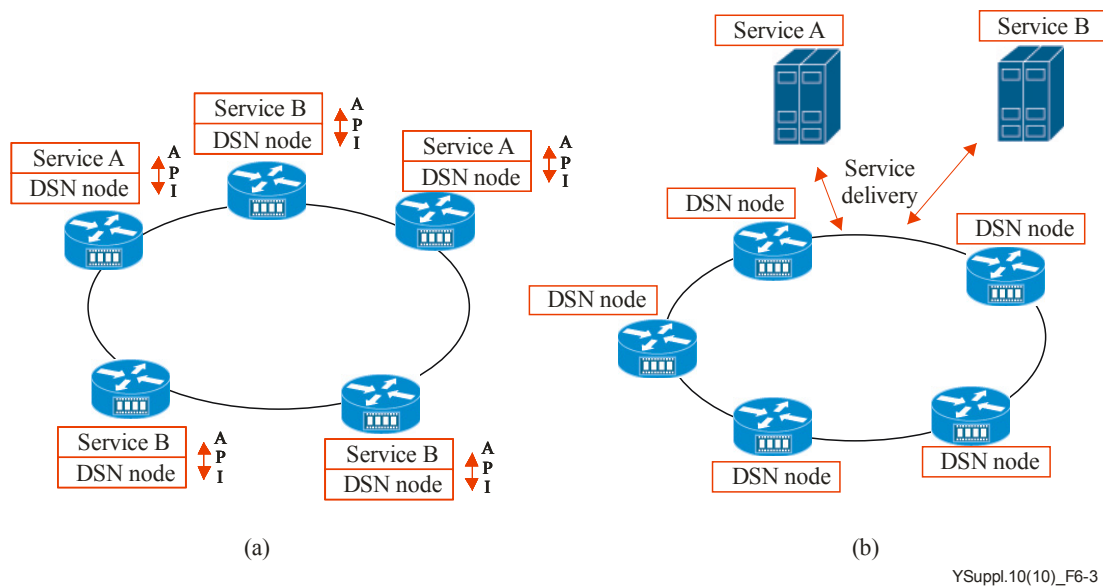 Service B
DSN node
A
P
I
Service A
DSN node
A
P
I
Service A
DSN node
A
P
I
Service B
DSN node
A
P
I
Service B
DSN node
A
P
I
(a)
Service A
Service B
Service
delivery
DSN node
DSN node
DSN node
DSN node
DSN node
(b)
YSuppl.10(10)_F6-3